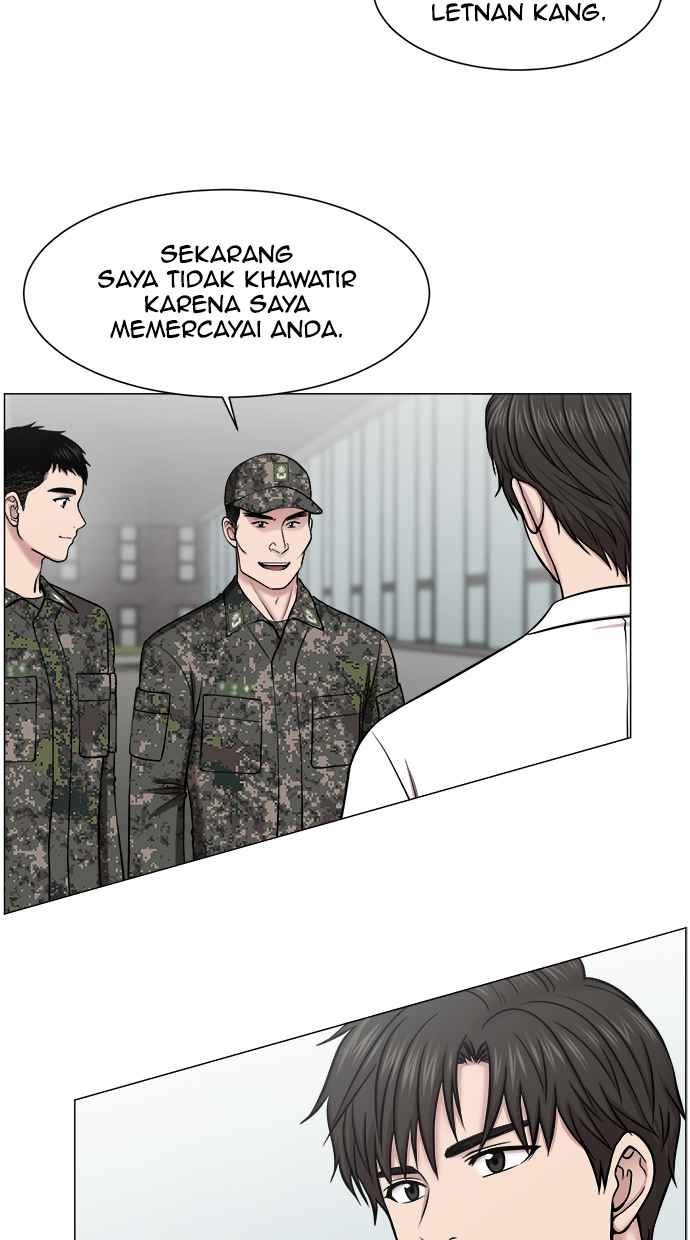 LETNAN KANG.
SEKARANG
SAYA TIDAK KHAWATIR
KARENA SAYA
MEMERCAYAI ANDA.